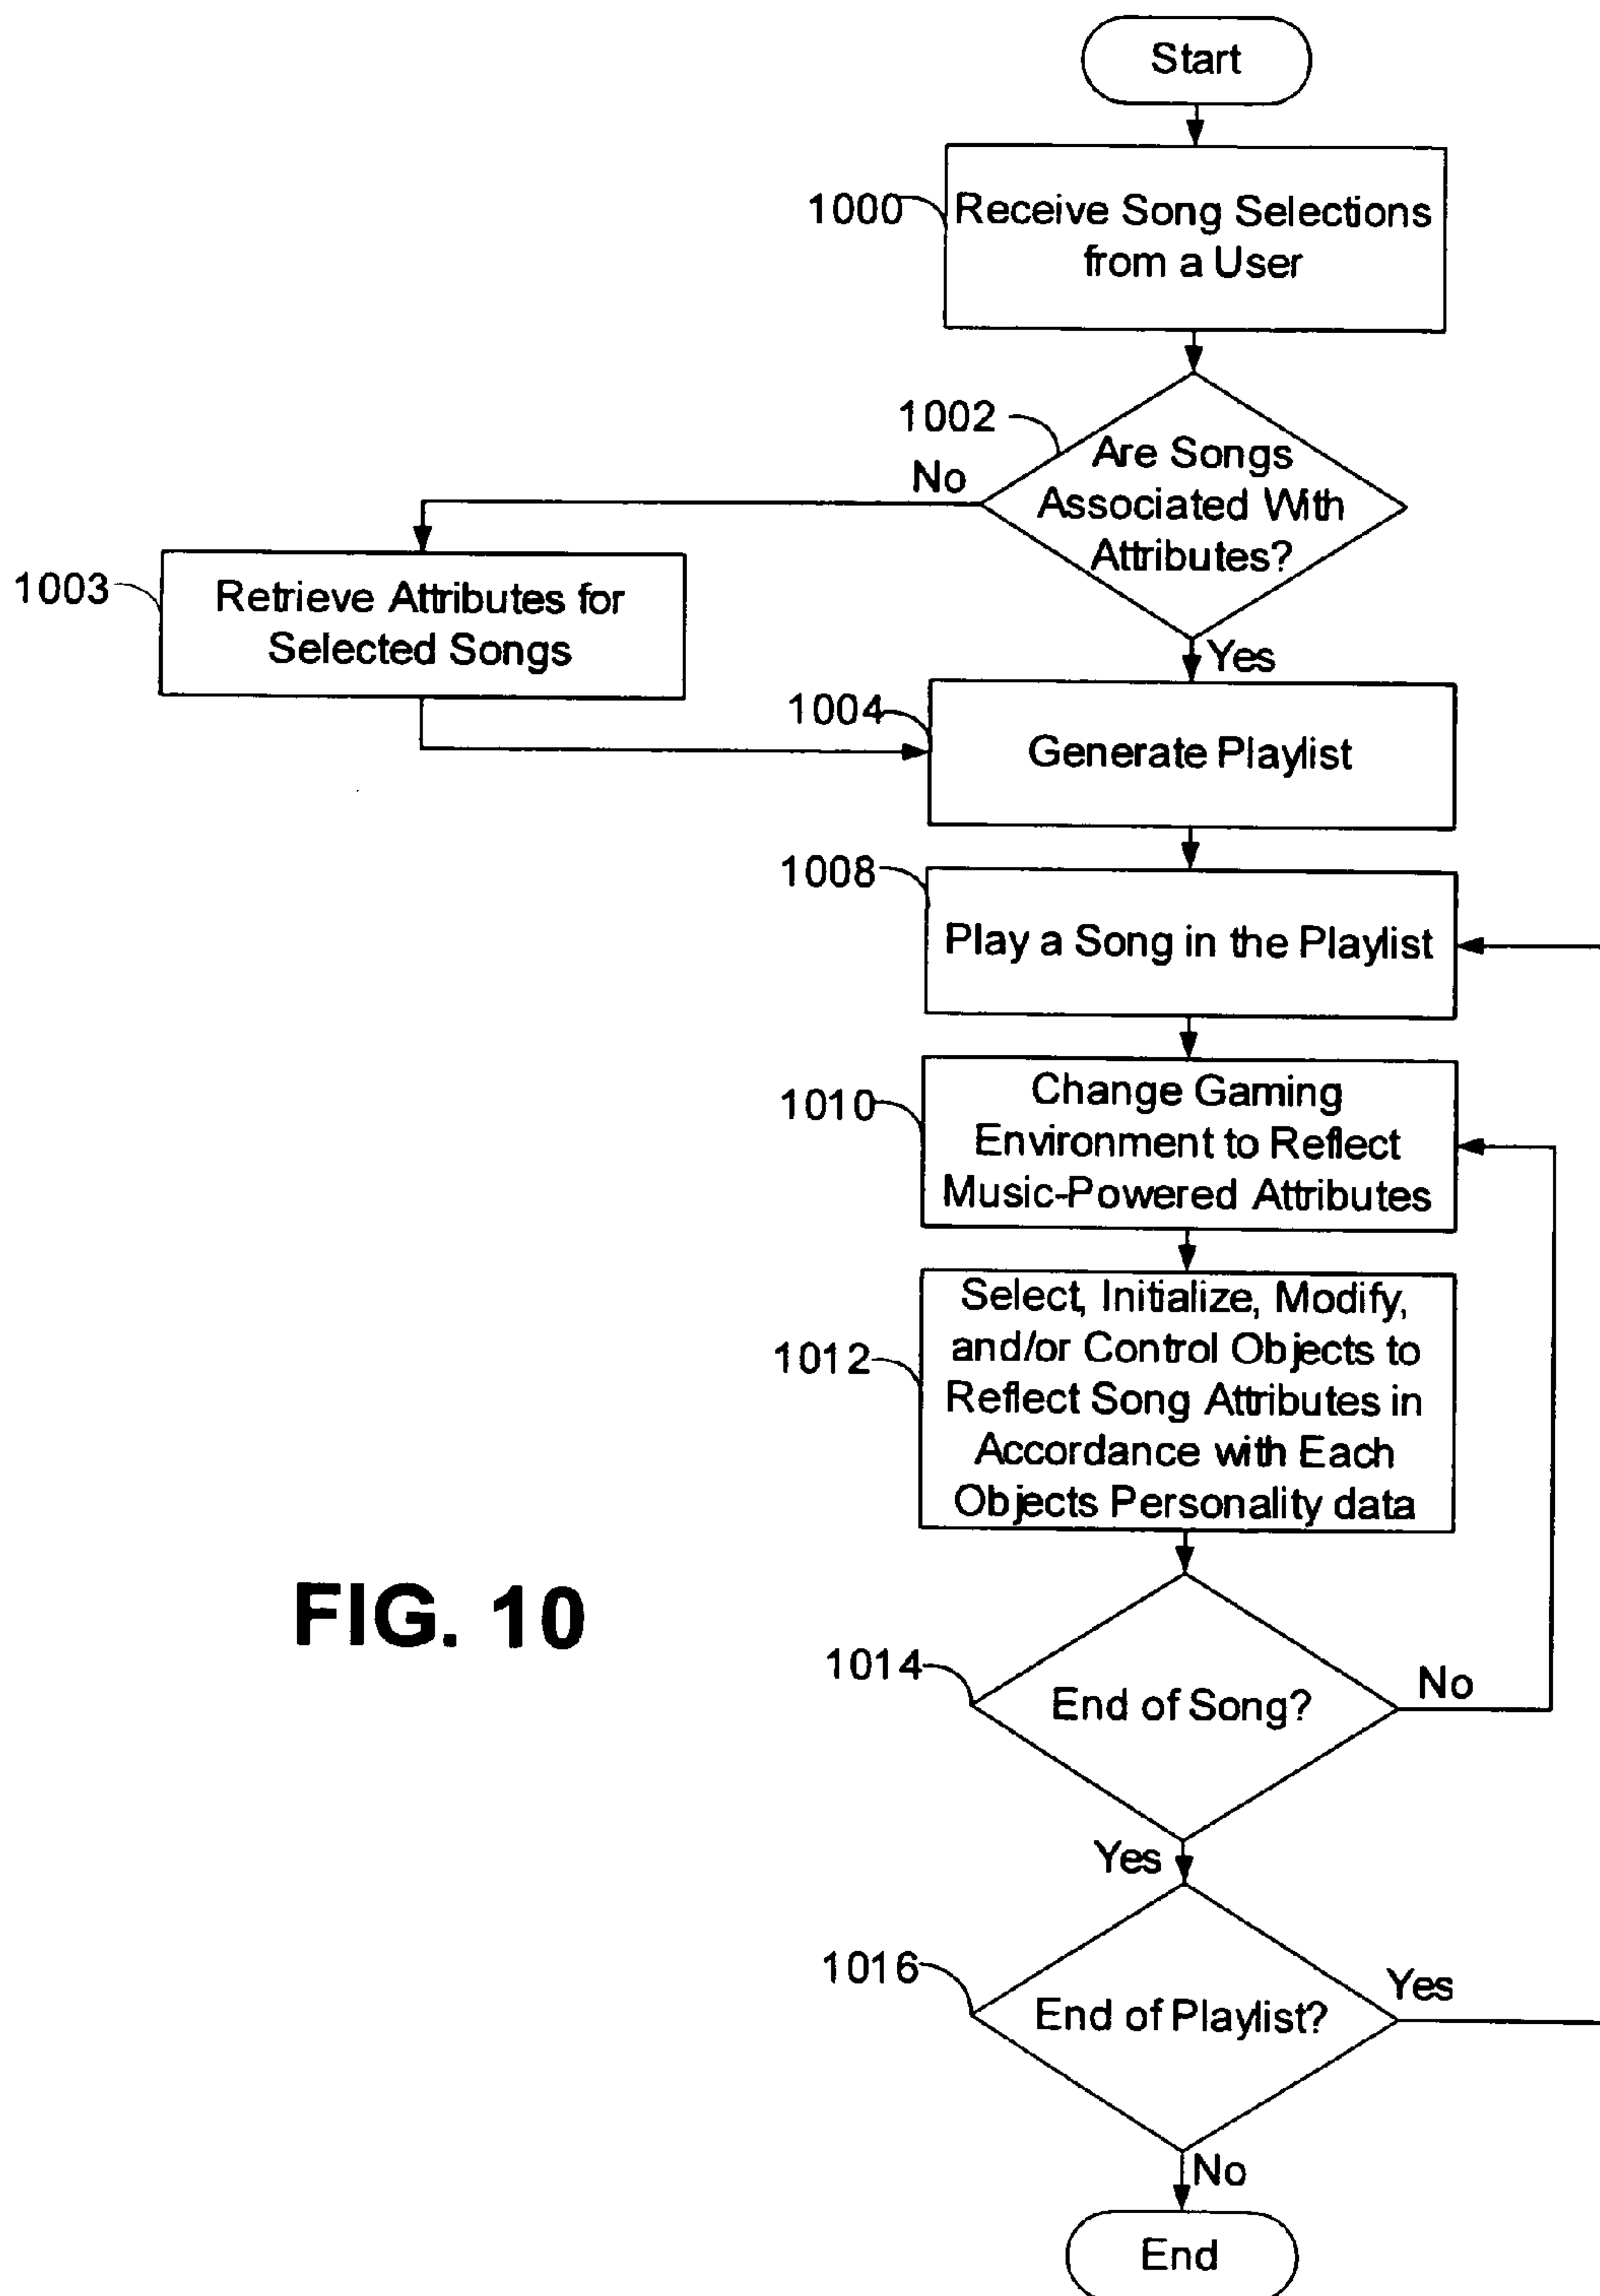 Start
1000
Receive Song Selections
from a User
1002
Are Songs
Associated With
Attributes?
No
Yes
1003
Retrieve Attributes for
Selected Songs
1004
Generate Playlist
1008
Play a Song in the Playlist
1010
Change Gaming
Environment to Reflect
Music-Powered Attributes
1012
Select, Initialize, Modify,
and/or Control Objects to
Reflect Song Attributes in
Accordance with Each
Objects Personality data
FIG. 10
1014
End of Song?
No
Yes
1016
End of Playlist?
Yes
No
End